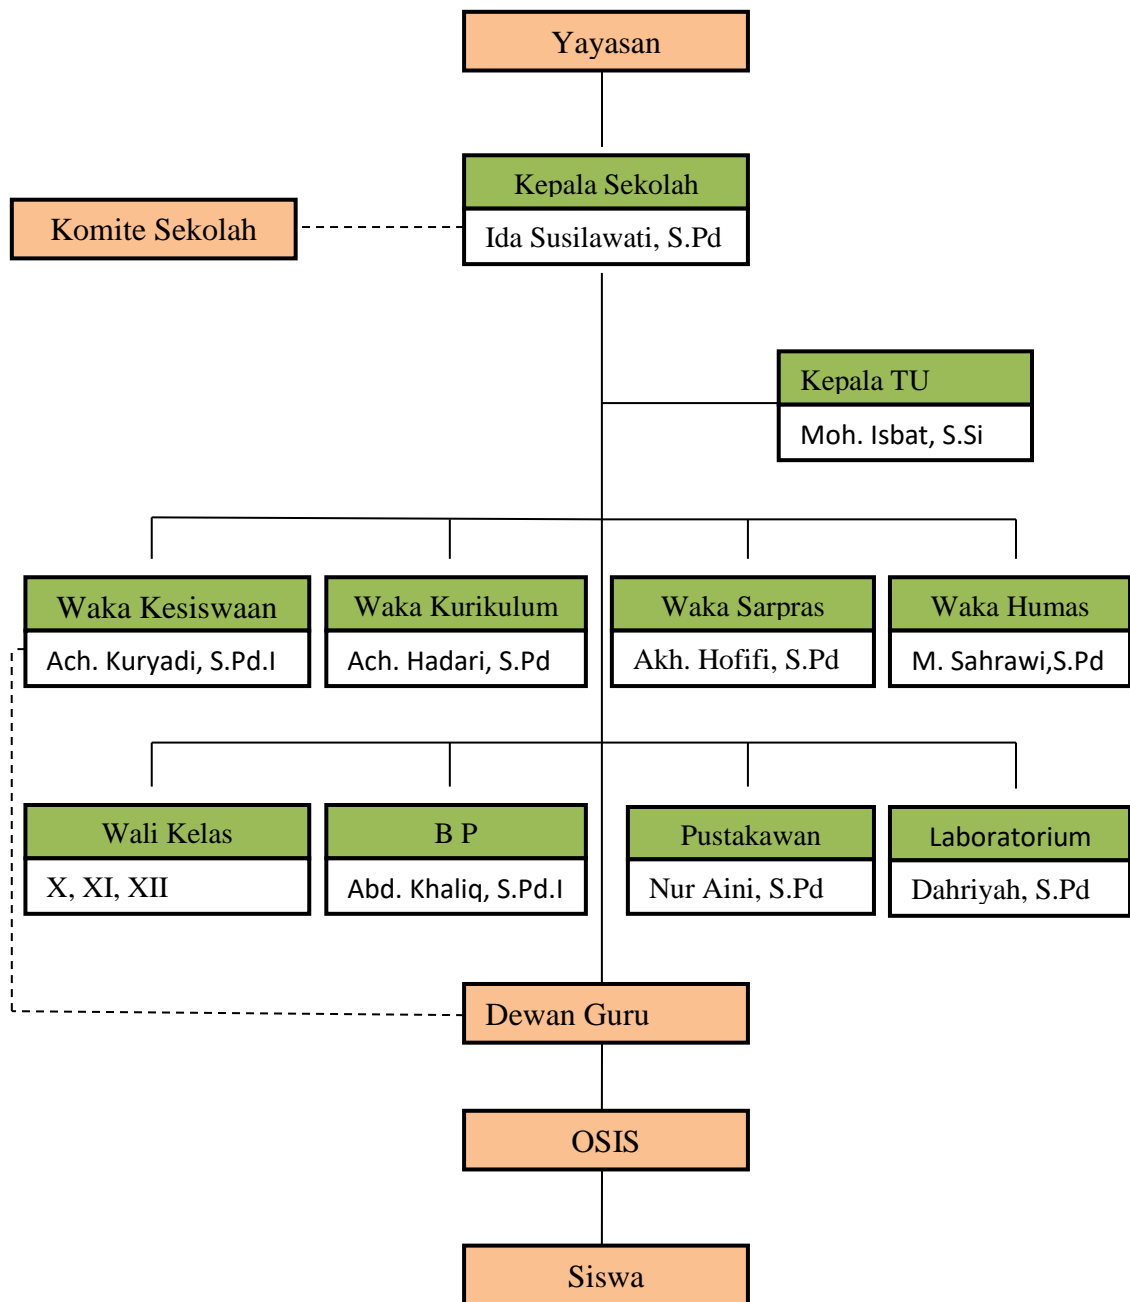 Yayasan
Kepala Sekolah
Ida Susilawati, S.Pd
Komite Sekolah
Kepala TU
Moh. Isbat, S.Si
Waka Kesiswaan
Ach. Kuryadi, S.Pd.I
Waka Kurikulum
Ach. Hadari, S.Pd
Waka Sarpras
Akh. Hofifi, S.Pd
Waka Humas
M. Sahrawi,S.Pd
Wali Kelas
X, XI, XII
B P
Abd. Khaliq, S.Pd.I
Pustakawan
Nur Aini, S.Pd
Laboratorium
Dahriyah, S.Pd
Dewan Guru
OSIS
Siswa